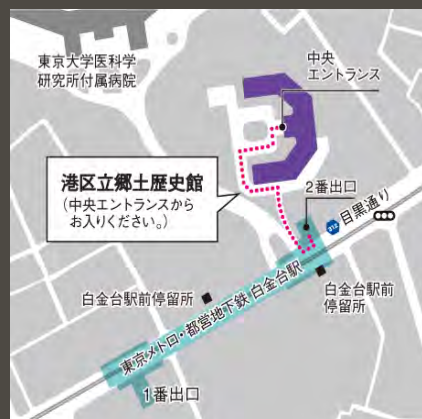 東京大学医科学
研究所付属病院
中央
エントランス
港区立郷土歴史館
(中央エントランスから
お入りください。)
2番出口
312
目黒通り
白金台駅前停留所
白金台駅前
停留所
東京メトロ・都営地下鉄 白金台駅
1番出口